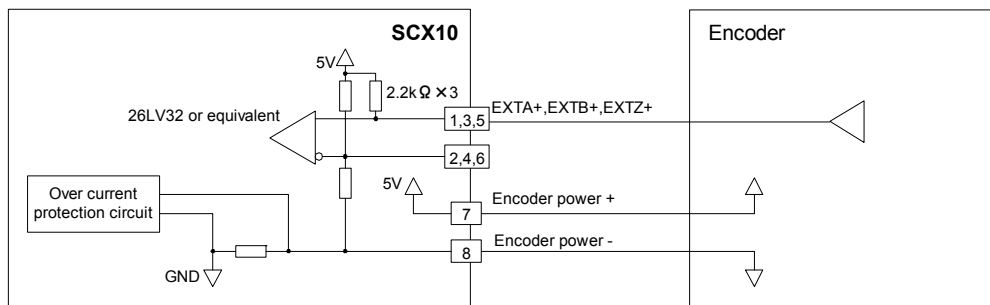 SCX10
Encoder
5V
2.2kΩ×3
26LV32 or equivalent
EXTA+,EXTB+,EXTZ+
1,3,5
2,4,6
Over current
protection circuit
5V
Encoder power +
7
Encoder power -
8
GND